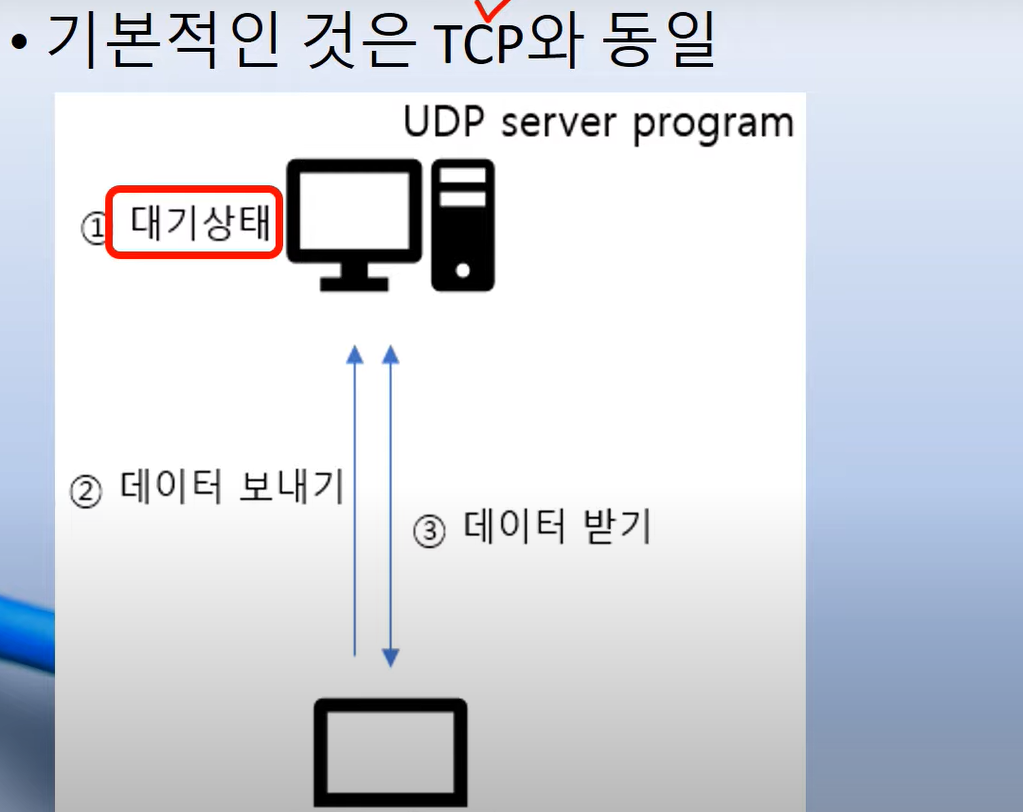 • 기본적인 것은 TCP와 동일
UDP server program
① 대기상태
② 데이터 보내기
③ 데이터 받기